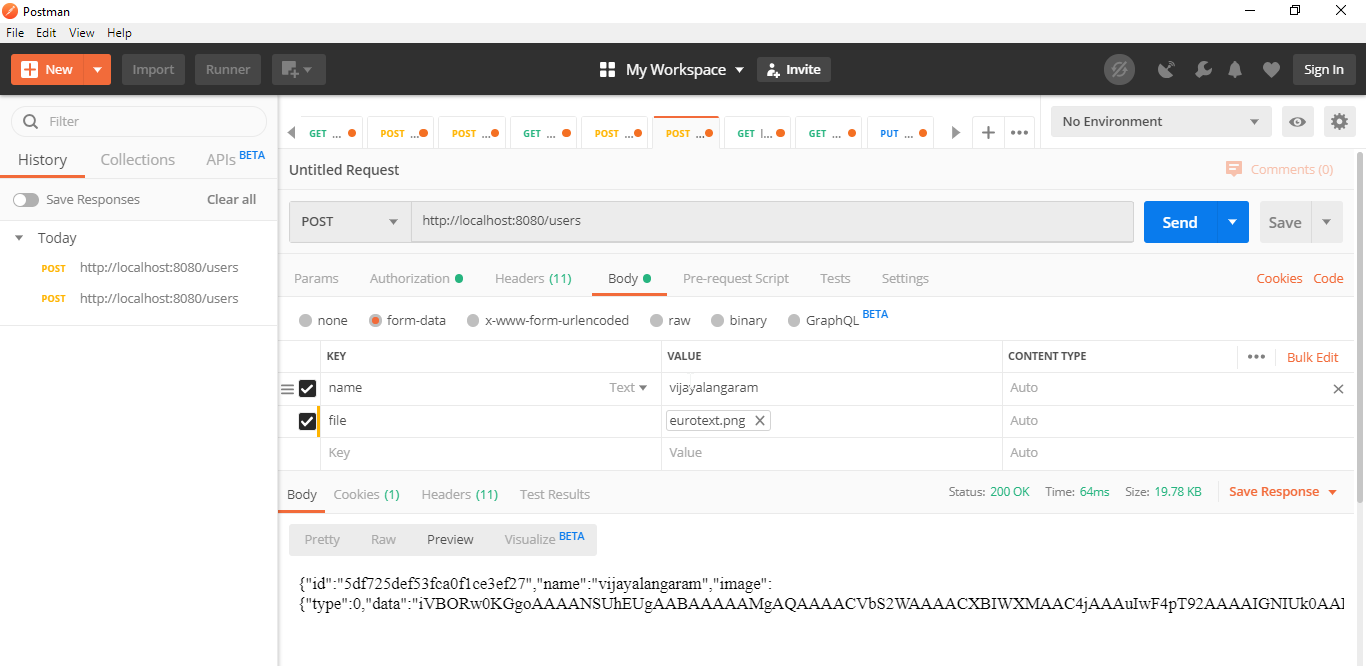 Postman
File Edit View Help
New Import Runner My Workspace Invite Sign In
Filter
History Collections APIs BETA
Save Responses Clear all
Today
POST http://localhost:8080/users
POST http://localhost:8080/users
GET ... POST ... POST ... GET ... POST ... POST ... GET l... GET ... PUT ... No Environment
Untitled Request Comments (0)
POST http://localhost:8080/users Send Save
Params Authorization Headers (11) Body Pre-request Script Tests Settings Cookies Code
none form-data x-www-form-urlencoded raw binary GraphQL BETA
KEY VALUE CONTENT TYPE Bulk Edit
name Text vijayalangaram Auto
file eurotext.png Auto
Key Value Auto
Body Cookies (1) Headers (11) Test Results Status: 200 OK Time: 64ms Size: 19.78 KB Save Response
Pretty Raw Preview Visualize BETA
{"id":"5df725def53fca0f1ce3ef27","name":"vijayalangaram","image":
{"type":0,"data":"iVBORw0KGgoAAAANSUhEUgAABAAAAAMgAQAAAACVbS2WAAAACXBIWXMAAC4jAAAuIwF4pT92AAAAIGNIUk0AAI